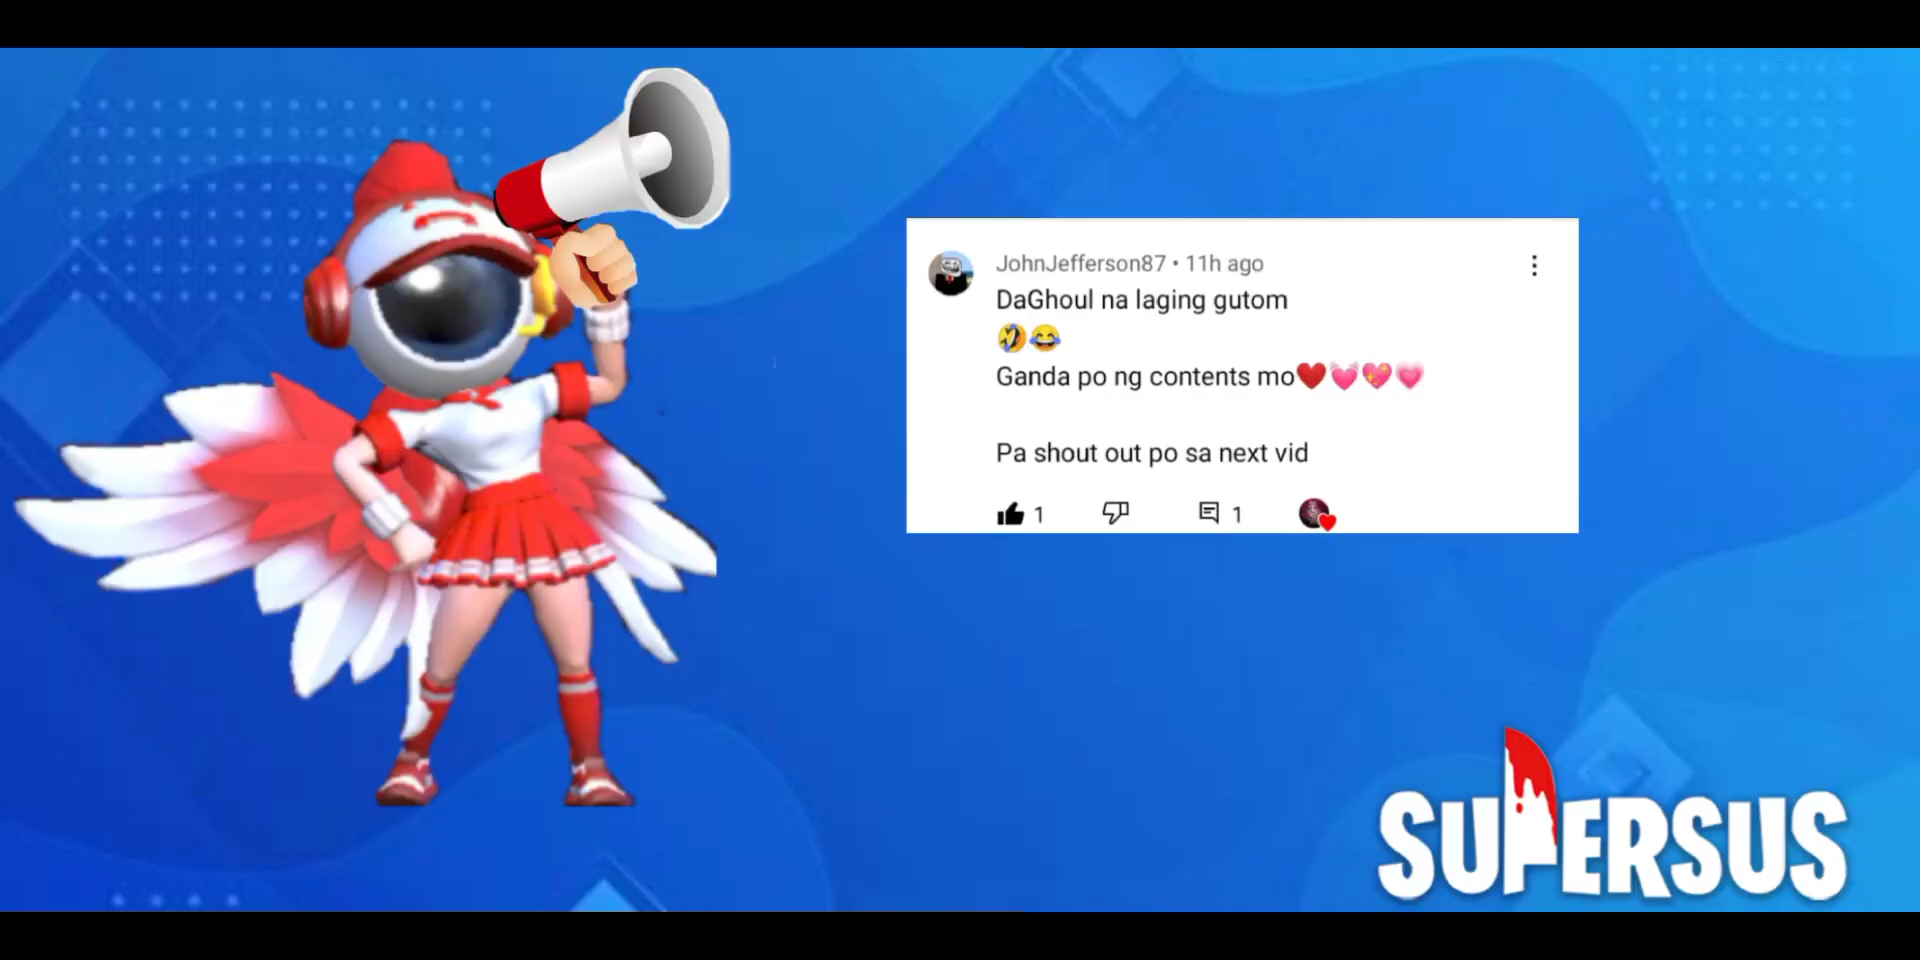 JohnJefferson87 • 11h ago
DaGhoul na laging gutom
🤣😂
Ganda po ng contents mo❤️💓💖💗
Pa shout out po sa next vid
1
1
SUPERSUS